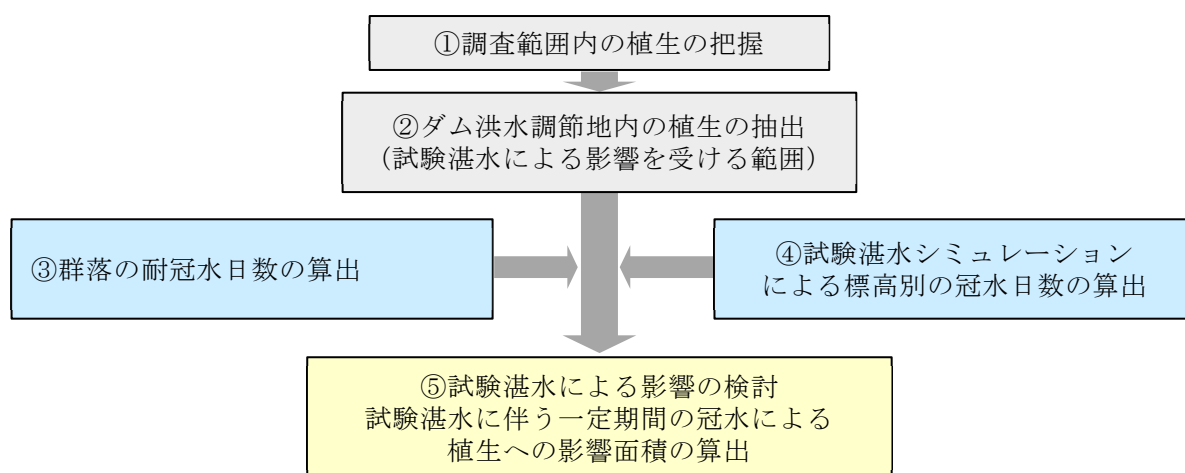 ①調査範囲内の植生の把握
②ダム洪水調節地内の植生の抽出
（試験湛水による影響を受ける範囲）
③群落の耐冠水日数の算出
④試験湛水シミュレーション
による標高別の冠水日数の算出
⑤試験湛水による影響の検討
試験湛水に伴う一定期間の冠水による
植生への影響面積の算出